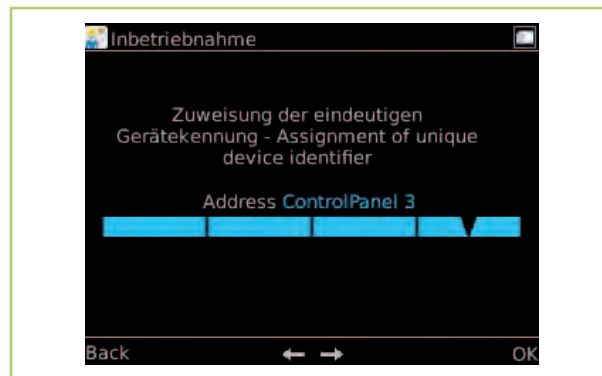 Inbetriebnahme
Zuweisung der eindeutigen
Gerätekennung - Assignment of unique
device identifier
Address ControlPanel 3
Back ← → OK